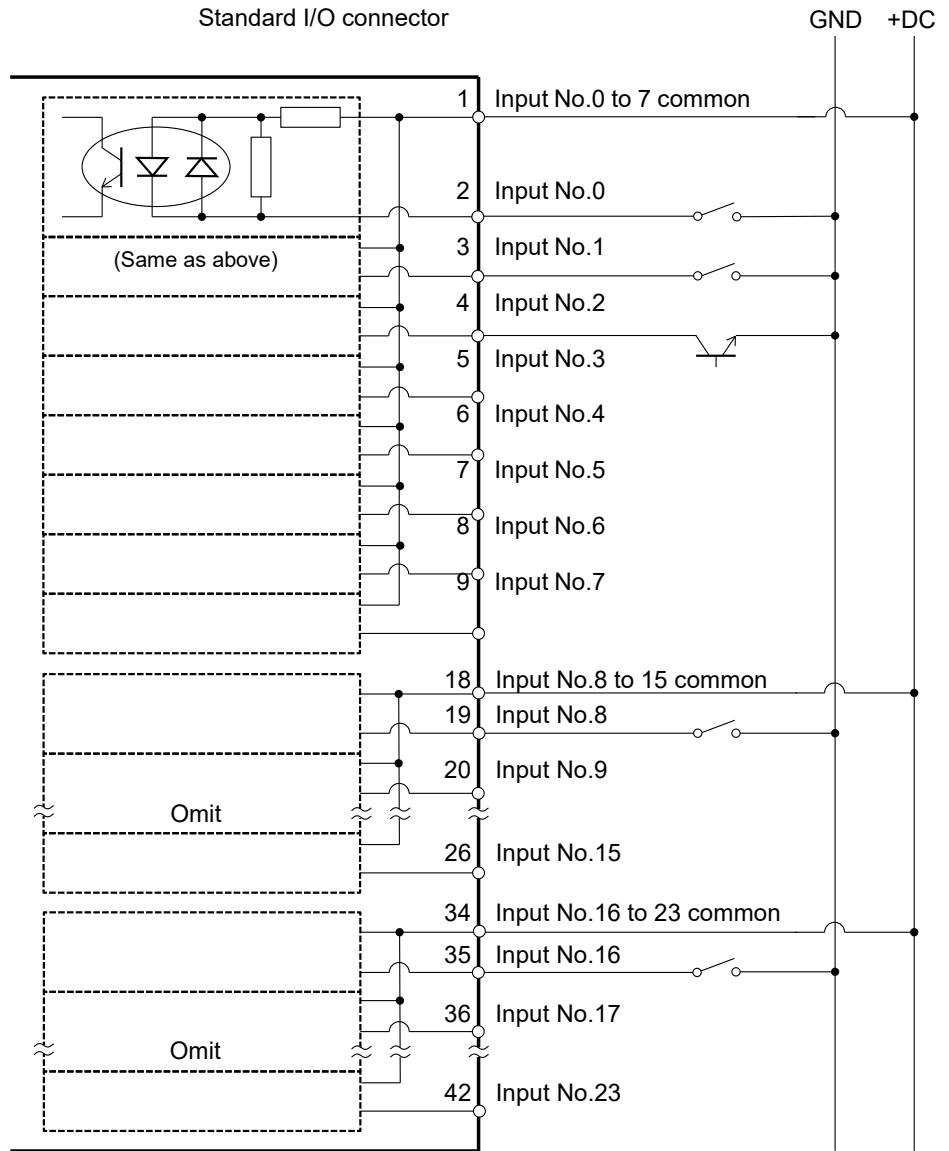 Standard I/O connector
GND +DC
1 Input No.0 to 7 common
2 Input No.0
3 Input No.1
(Same as above)
4 Input No.2
5 Input No.3
6 Input No.4
7 Input No.5
8 Input No.6
9 Input No.7
18 Input No.8 to 15 common
19 Input No.8
20 Input No.9
Omit
26 Input No.15
34 Input No.16 to 23 common
35 Input No.16
36 Input No.17
Omit
42 Input No.23